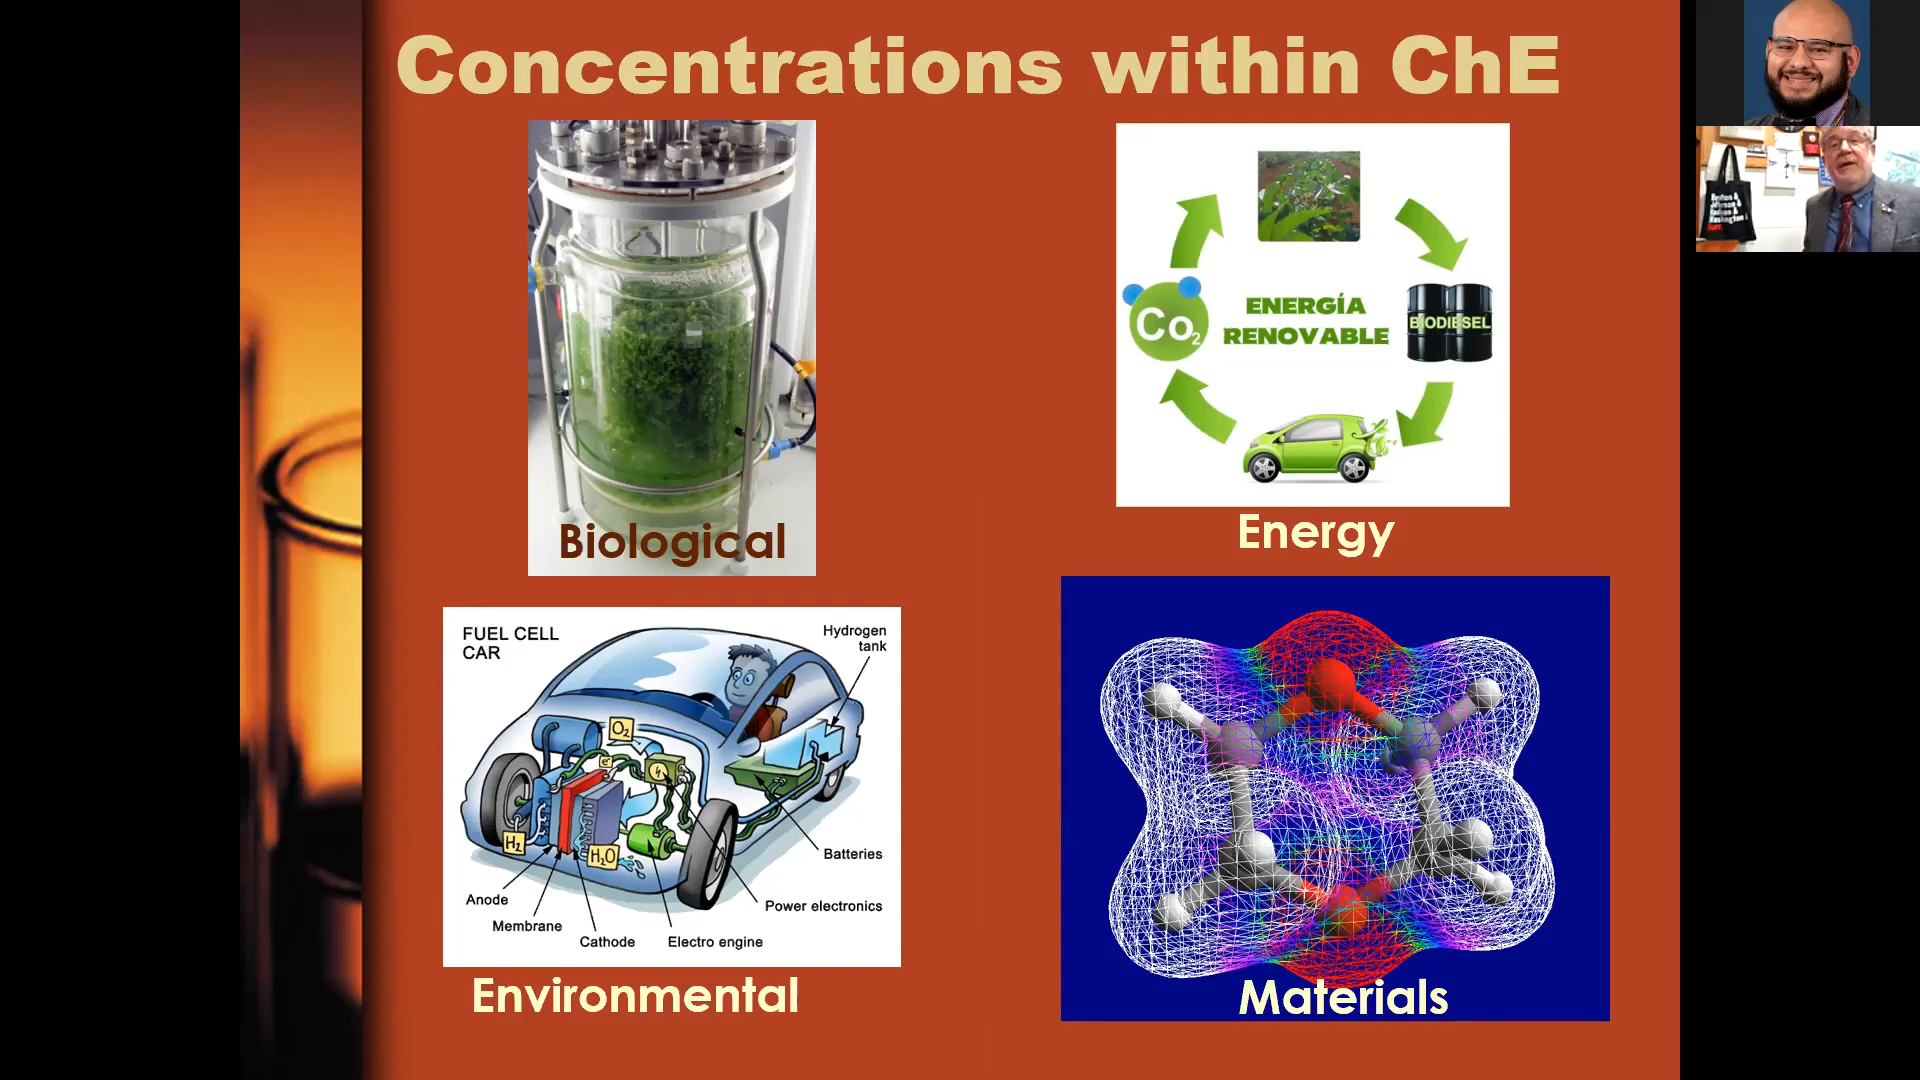 Concentrations within ChE
Biological
ENERGÍA
RENOVABLE
Co2
BIODIESEL
Energy
FUEL CELL
CAR
Hydrogen
tank
O2
H2
H2O
Batteries
Anode
Power electronics
Membrane
Cathode
Electro engine
Environmental
Materials